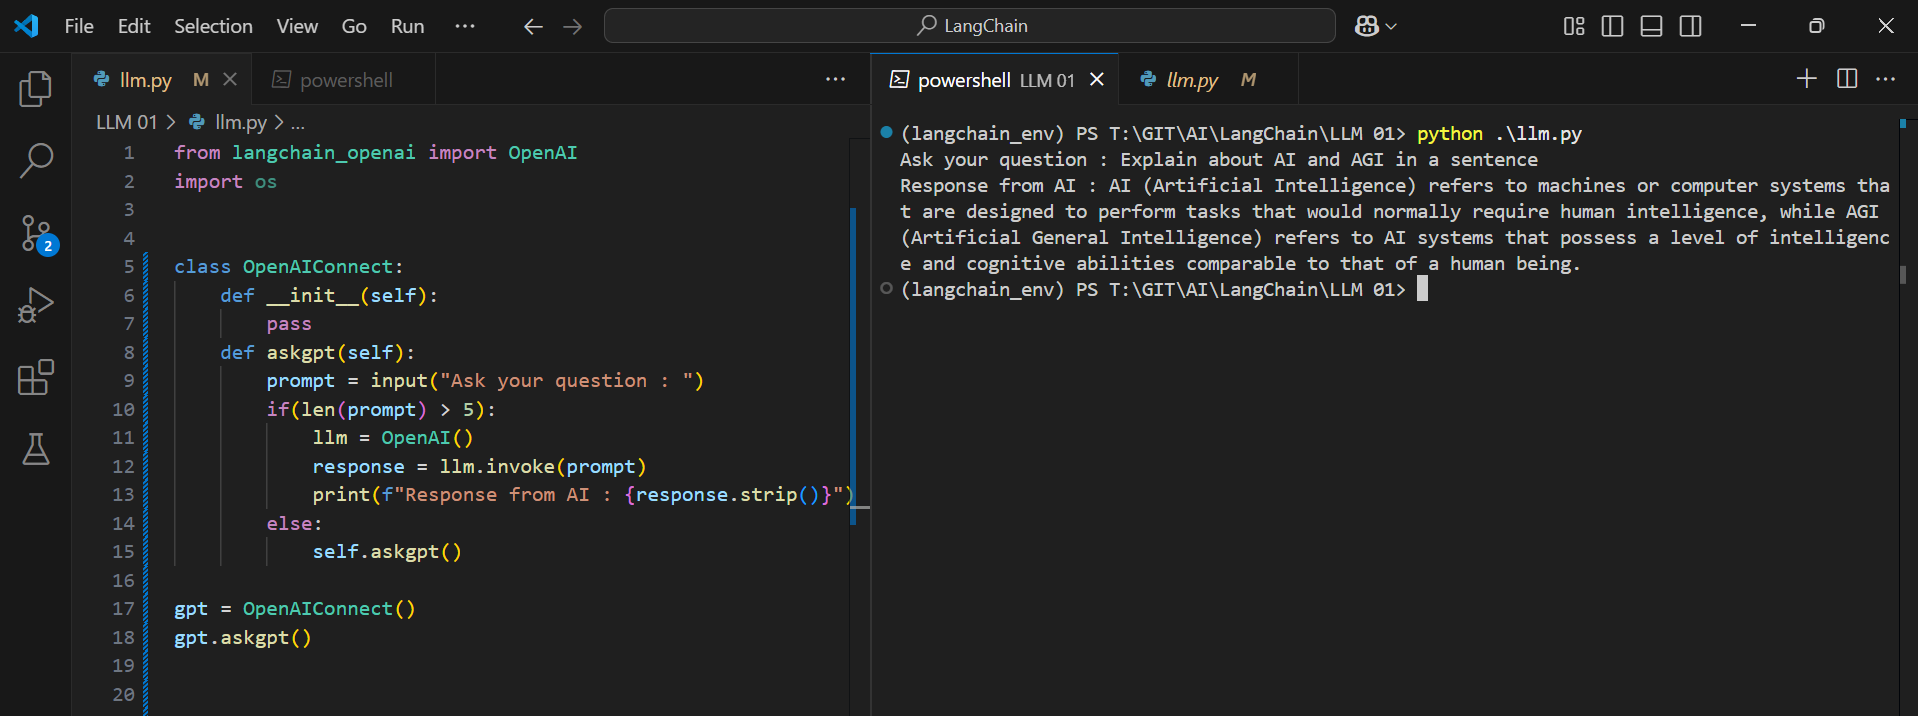 File Edit Selection View Go Run ...
LangChain
llm.py M
powershell
...
powershell LLM 01
llm.py M
...
LLM 01 > llm.py > ...
1 from langchain_openai import OpenAI
2 import os
3
4
5 class OpenAIConnect:
6 def __init__(self):
7 pass
8 def askgpt(self):
9 prompt = input("Ask your question : ")
10 if(len(prompt) > 5):
11 llm = OpenAI()
12 response = llm.invoke(prompt)
13 print(f"Response from AI : {response.strip()}")
14 else:
15 self.askgpt()
16
17 gpt = OpenAIConnect()
18 gpt.askgpt()
19
20
2
(langchain_env) PS T:\GIT\AI\LangChain\LLM 01> python .\llm.py
Ask your question : Explain about AI and AGI in a sentence
Response from AI : AI (Artificial Intelligence) refers to machines or computer systems tha
t are designed to perform tasks that would normally require human intelligence, while AGI
(Artificial General Intelligence) refers to AI systems that possess a level of intelligenc
e and cognitive abilities comparable to that of a human being.
(langchain_env) PS T:\GIT\AI\LangChain\LLM 01>